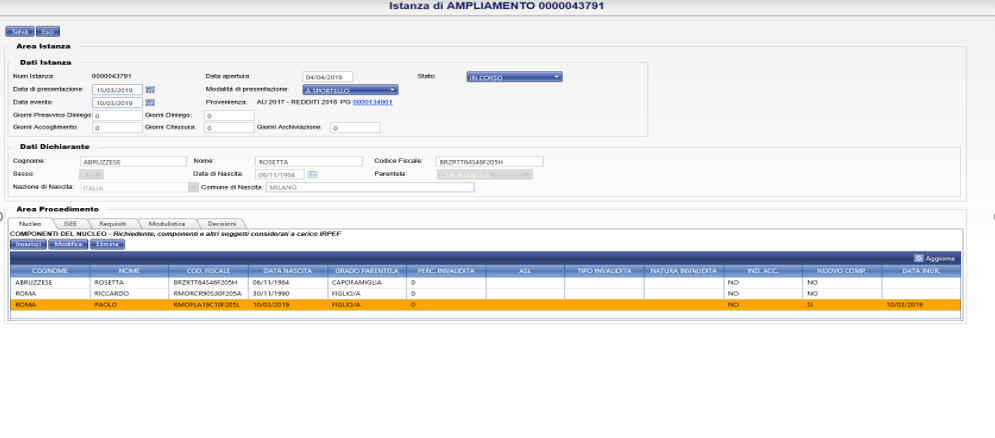 Istanza di AMPLIAMENTO 0000043791
Salva Esci
Area Istanza
Dati Istanza
Num.Istanza: 0000043791 Data apertura: 04/04/2019 Stato: IN CORSO
Data di presentazione: 15/03/2019 Modalità di presentazione: A SPORTELLO
Data evento: 10/03/2019 Provenienza: AU 2017 - REDDITI 2016 PG 0000134901
Giorni Preavviso Diniego: 0 Giorni Diniego: 0
Giorni Accoglimento: 0 Giorni Chiusura: 0 Giorni Archiviazione: 0
Dati Dichiarante
Cognome: ABRUZZESE Nome: ROSETTA Codice Fiscale: BRZRTT64S46F205H
Sesso: Data di Nascita: 06/11/1964 Parentela: CAPOFAMIGLIA
Nazione di Nascita: ITALIA Comune di Nascita: MILANO
Area Procedimento
Nucleo ISEE Requisiti Modulistica Decisioni
COMPONENTI DEL NUCLEO - Richiedente, componenti e altri soggetti considerati a carico IRPEF
Inserisci Modifica Elimina
Aggiorna
COGNOME NOME COD. FISCALE DATA NASCITA GRADO PARENTELA PERC. INVALIDITA ASL TIPO INVALIDITA NATURA INVALIDITA IND. ACC. NUOVO COMP. DATA INGR.
ABRUZZESE ROSETTA BRZRTT64S46F205H 06/11/1964 CAPOFAMIGLIA 0 NO NO
ROMA RICCARDO RMORCR90S30F205A 30/11/1990 FIGLIO/A 0 NO NO
ROMA PAOLO RMOPLA19C10F205L 10/03/2019 FIGLIO/A 0 NO SI 10/03/2019